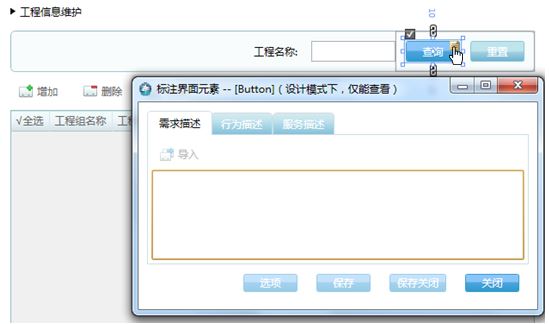 工程信息维护
10
工程名称: 查询 重置
增加 删除
标注界面元素 -- [Button] (设计模式下，仅能查看)
√全选 工程组名称 工程
需求描述 行为描述 服务描述
导入
选项 保存 保存关闭 关闭